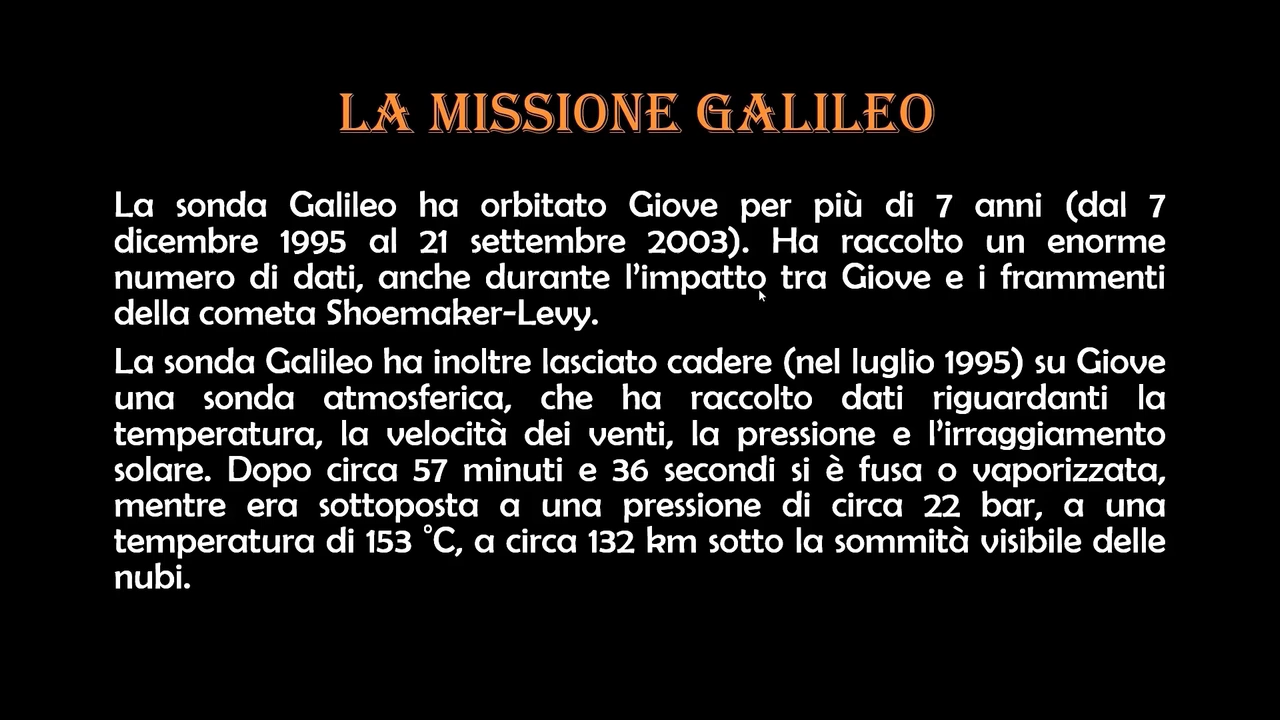 LA MISSIONE GALILEO
La sonda Galileo ha orbitato Giove per più di 7 anni (dal 7
dicembre 1995 al 21 settembre 2003). Ha raccolto un enorme
numero di dati, anche durante l’impatto tra Giove e i frammenti
della cometa Shoemaker-Levy.
La sonda Galileo ha inoltre lasciato cadere (nel luglio 1995) su Giove
una sonda atmosferica, che ha raccolto dati riguardanti la
temperatura, la velocità dei venti, la pressione e l’irraggiamento
solare. Dopo circa 57 minuti e 36 secondi si è fusa o vaporizzata,
mentre era sottoposta a una pressione di circa 22 bar, a una
temperatura di 153 °C, a circa 132 km sotto la sommità visibile delle
nubi.